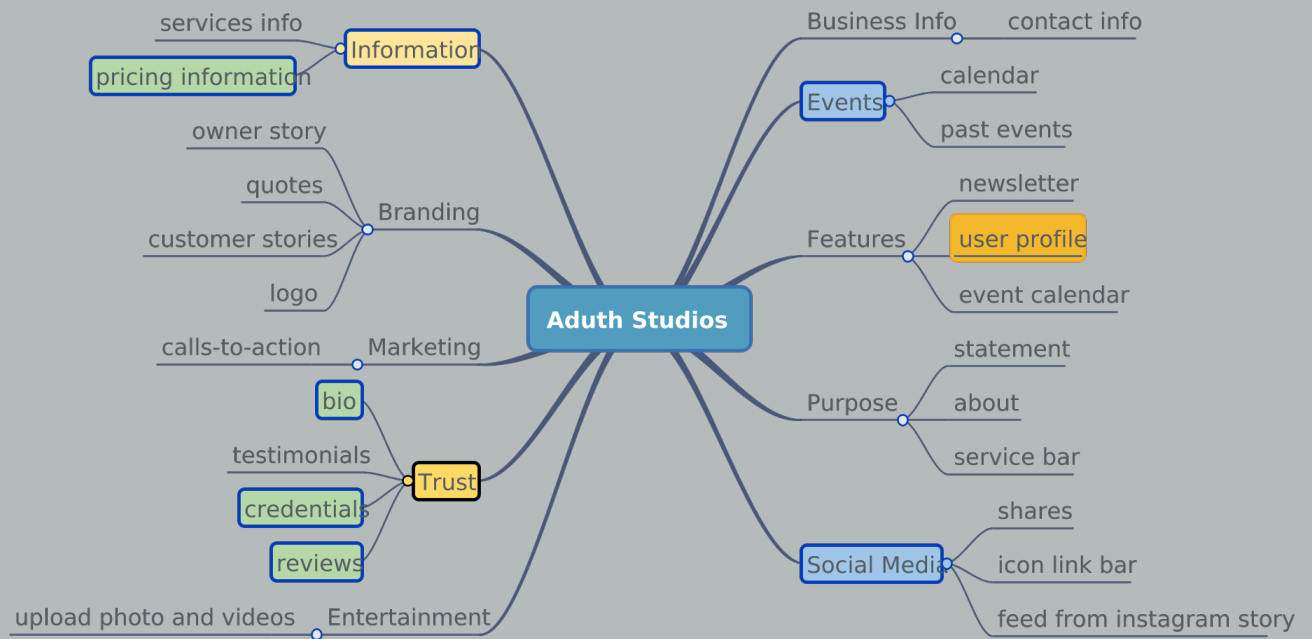 services info
Information
pricing information
owner story
quotes
Branding
customer stories
logo
calls-to-action
Marketing
bio
testimonials
Trust
credentials
reviews
upload photo and videos
Entertainment
Aduth Studios
Business Info
contact info
Events
calendar
past events
Features
newsletter
user profile
event calendar
Purpose
statement
about
service bar
Social Media
shares
icon link bar
feed from instagram story